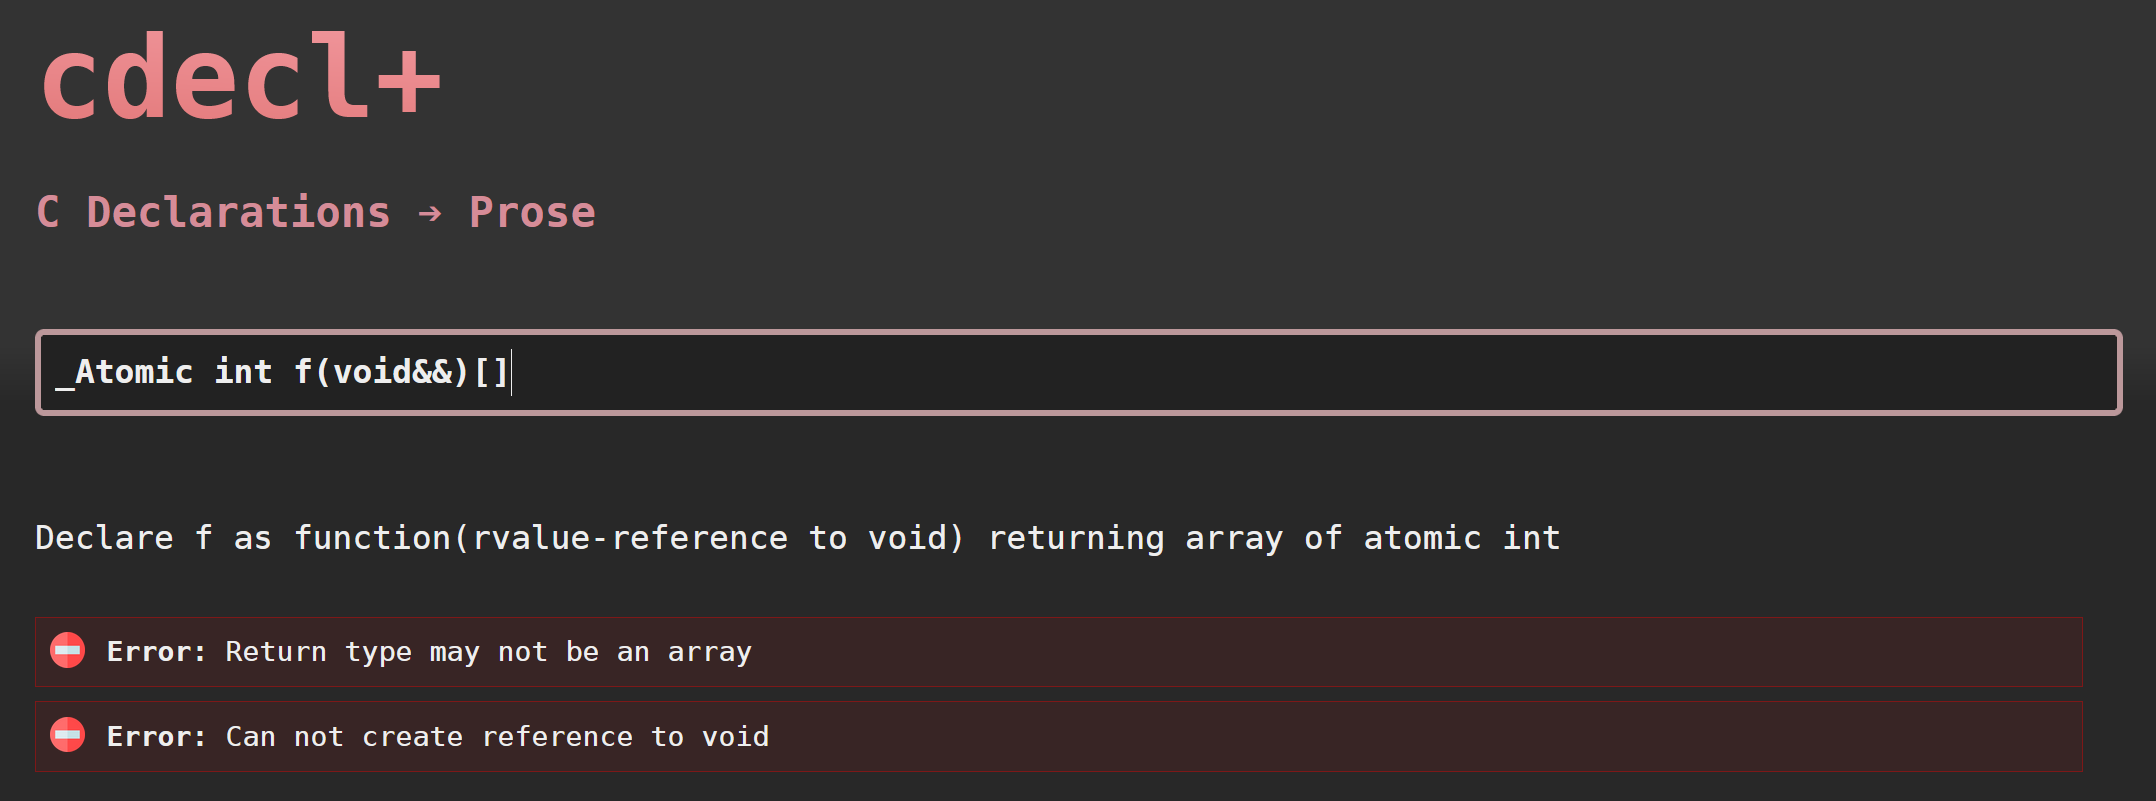 cdecl+
C Declarations → Prose
_Atomic int f(void&&)[]
Declare f as function(rvalue-reference to void) returning array of atomic int
Error: Return type may not be an array
Error: Can not create reference to void